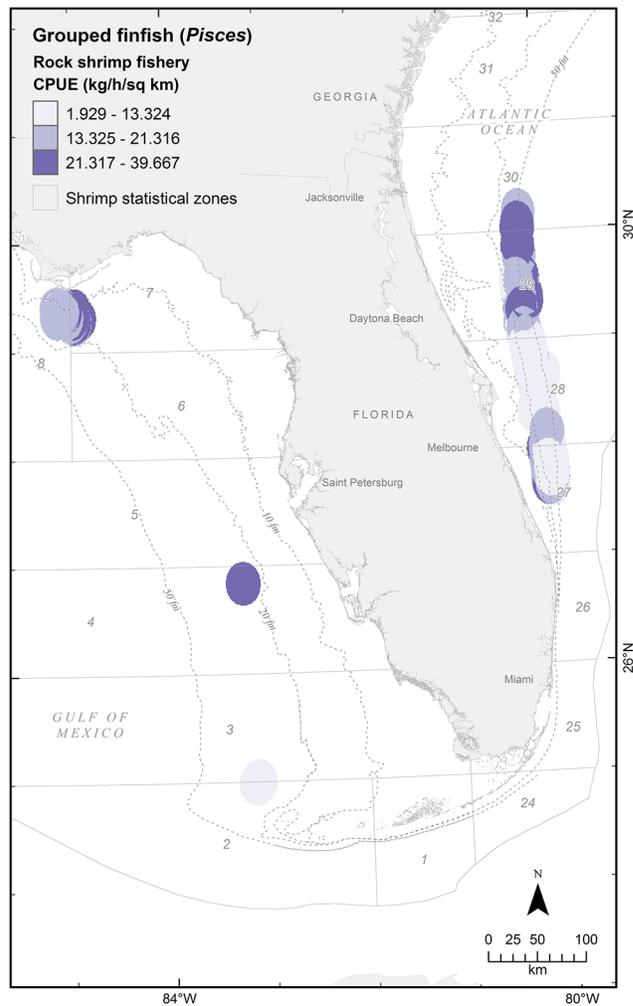 Grouped finfish (Pisces)
Rock shrimp fishery
CPUE (kg/h/sq km)
1.929 - 13.324
13.325 - 21.316
21.317 - 39.667
Shrimp statistical zones
32
31
50 fm
GEORGIA
ATLANTIC
OCEAN
30
Jacksonville
30°N
29
7
Daytona Beach
8
28
6
FLORIDA
Melbourne
Saint Petersburg
27
5
10 fm
50 fm
20 fm
26
4
26°N
Miami
GULF OF
MEXICO
3
25
24
2
1
N
0 25 50 100
km
84°W
80°W